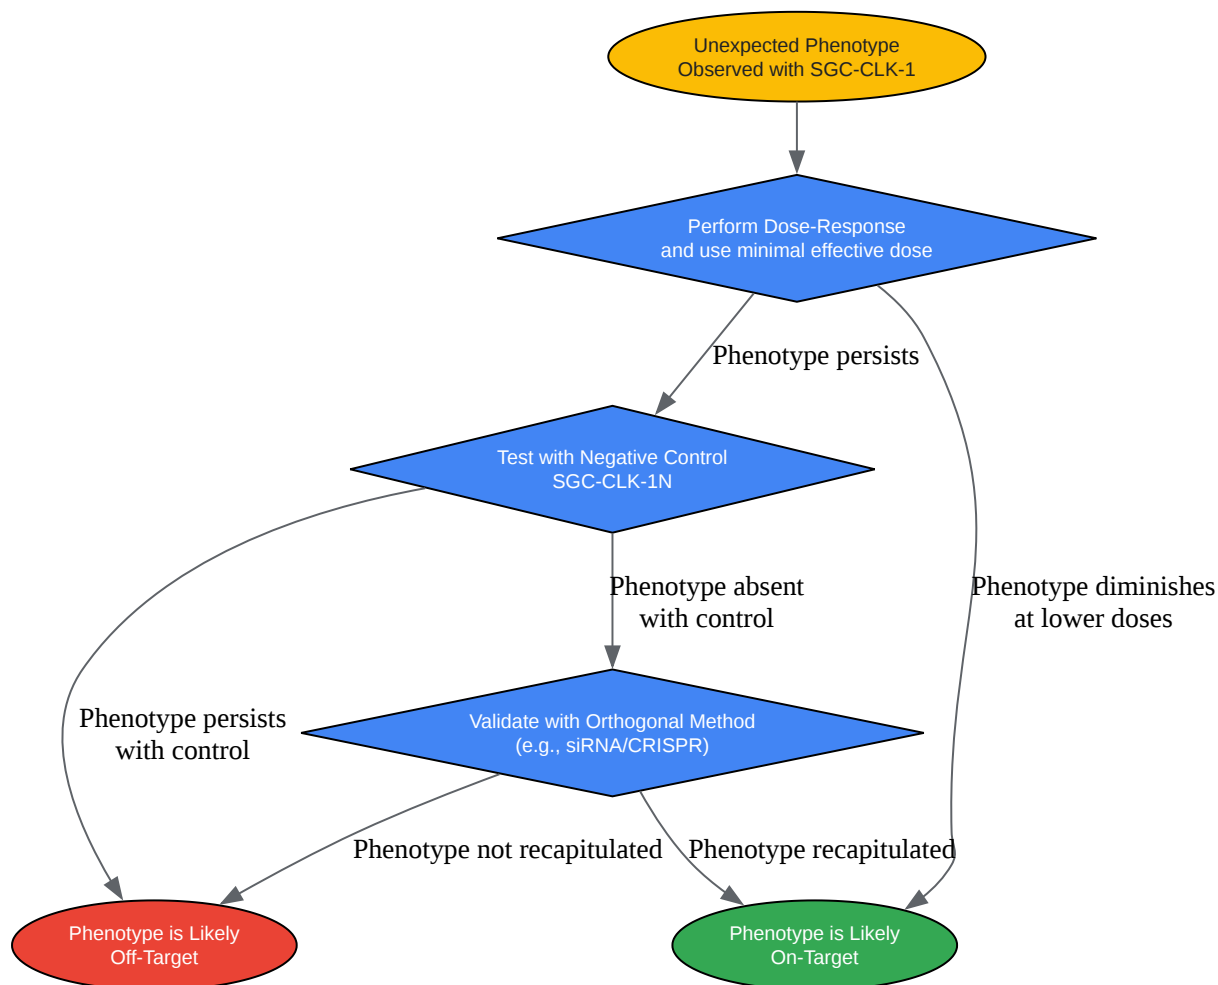 Unexpected Phenotype
Observed with SGC-CLK-1
Perform Dose-Response
and use minimal effective dose
Phenotype persists
Test with Negative Control
SGC-CLK-1N
Phenotype absent
with control
Phenotype diminishes
at lower doses
Phenotype persists
with control
Validate with Orthogonal Method
(e.g., siRNA/CRISPR)
Phenotype not recapitulated
Phenotype recapitulated
Phenotype is Likely
Off-Target
Phenotype is Likely
On-Target